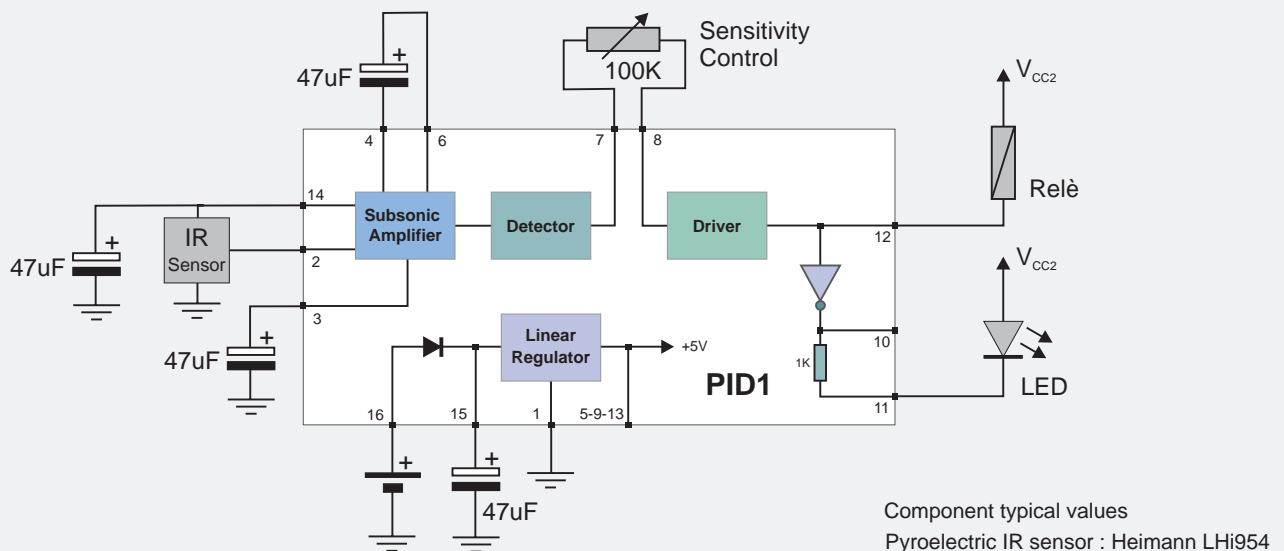 +
47uF
Sensitivity
Control
100K
VCC2
4
6
7
8
14
Relè
Subsonic
Amplifier
Detector
Driver
+
IR
Sensor
47uF
2
12
VCC2
3
+
47uF
Linear
Regulator
+5V
10
1K
PID1
LED
11
16
15
1
5-9-13
+
+
47uF
Component typical values
Pyroelectric IR sensor : Heimann LHi954